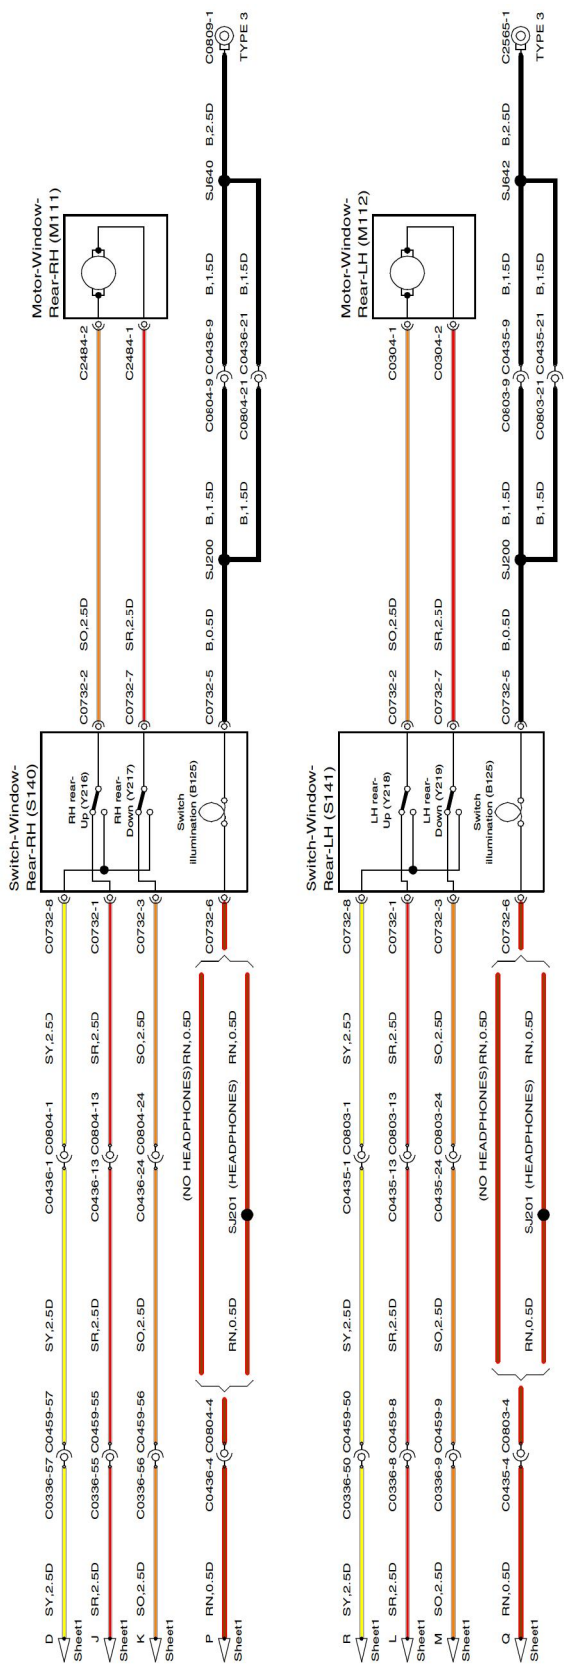 Switch-Window-
Rear-RH (S140)
Motor-Window-
Rear-RH (M111)
D
Sheet1
SY,2.5D
C0336-57 C0459-57
SY,2.5D
C0436-1 C0804-1
SY,2.5D
C0732-8
RH rear-
Up (Y216)
C0732-2
SO,2.5D
C2484-2
J
Sheet1
SR,2.5D
C0336-55 C0459-55
SR,2.5D
C0436-13 C0804-13
SR,2.5D
C0732-1
RH rear-
Down (Y217)
C0732-7
SR,2.5D
C2484-1
K
Sheet1
SO,2.5D
C0336-56 C0459-56
SO,2.5D
C0436-24 C0804-24
SO,2.5D
C0732-3
(NO HEADPHONES) RN,0.5D
P
Sheet1
RN,0.5D
C0436-4 C0804-4
RN,0.5D
SJ201 (HEADPHONES)
RN,0.5D
C0732-6
Switch
illumination (B125)
C0732-5
B,0.5D
SJ200
B,1.5D
C0804-9 C0436-9
B,1.5D
SJ640
B,2.5D
C0809-1
B,1.5D
C0804-21 C0436-21
B,1.5D
TYPE 3
Switch-Window-
Rear-LH (S141)
Motor-Window-
Rear-LH (M112)
R
Sheet1
SY,2.5D
C0336-50 C0459-50
SY,2.5D
C0435-1 C0803-1
SY,2.5D
C0732-8
LH rear-
Up (Y218)
C0732-2
SO,2.5D
C0304-1
L
Sheet1
SR,2.5D
C0336-8 C0459-8
SR,2.5D
C0435-13 C0803-13
SR,2.5D
C0732-1
LH rear-
Down (Y219)
C0732-7
SR,2.5D
C0304-2
M
Sheet1
SO,2.5D
C0336-9 C0459-9
SO,2.5D
C0435-24 C0803-24
SO,2.5D
C0732-3
(NO HEADPHONES) RN,0.5D
Q
Sheet1
RN,0.5D
C0435-4 C0803-4
RN,0.5D
SJ201 (HEADPHONES)
RN,0.5D
C0732-6
Switch
illumination (B125)
C0732-5
B,0.5D
SJ200
B,1.5D
C0803-9 C0435-9
B,1.5D
SJ642
B,2.5D
C2565-1
B,1.5D
C0803-21 C0435-21
B,1.5D
TYPE 3